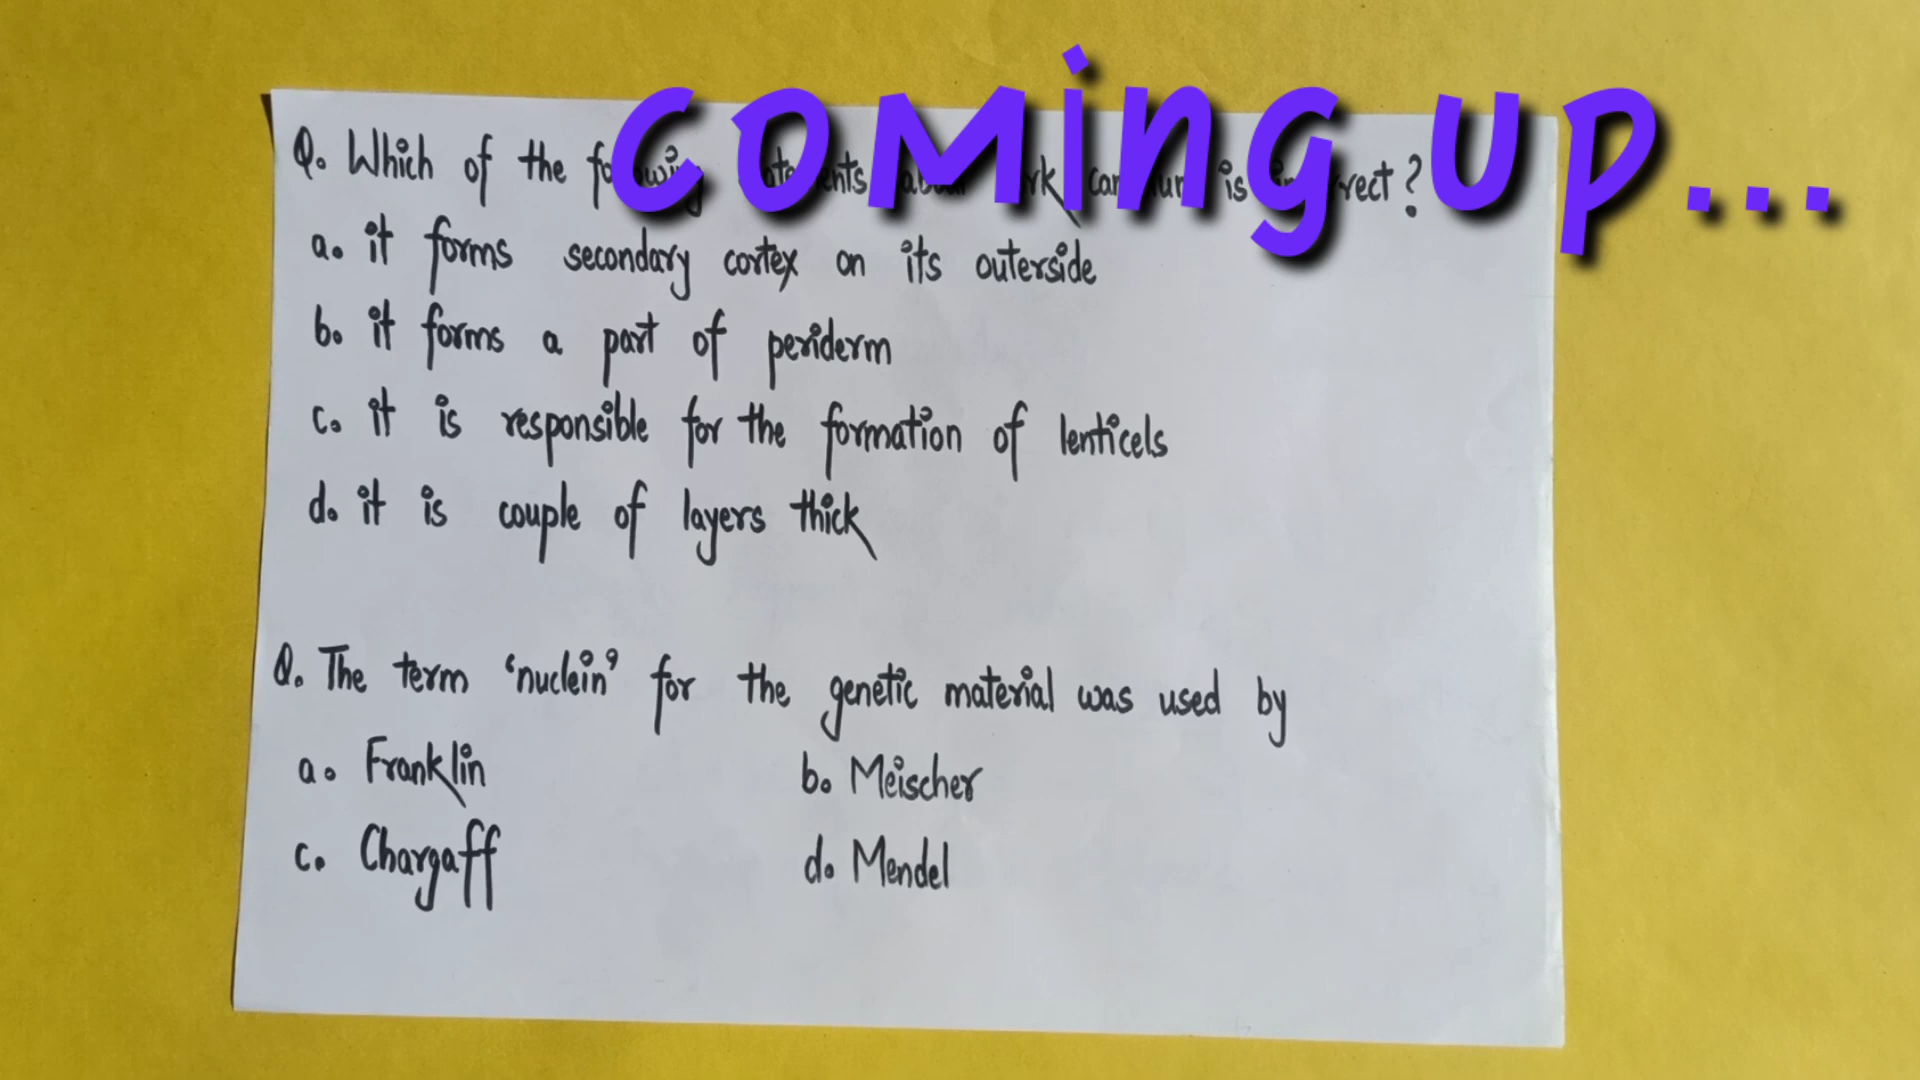 coming up...
Q. Which of the is ?
a. it forms secondary cortex on its outerside
b. it forms a part of periderm
c. it is responsible for the formation of lenticels
d. it is couple of layers thick
Q. The term ‘nuclein’ for the genetic material was used by
a. Franklin b. Meischer
c. Chargaff d. Mendel